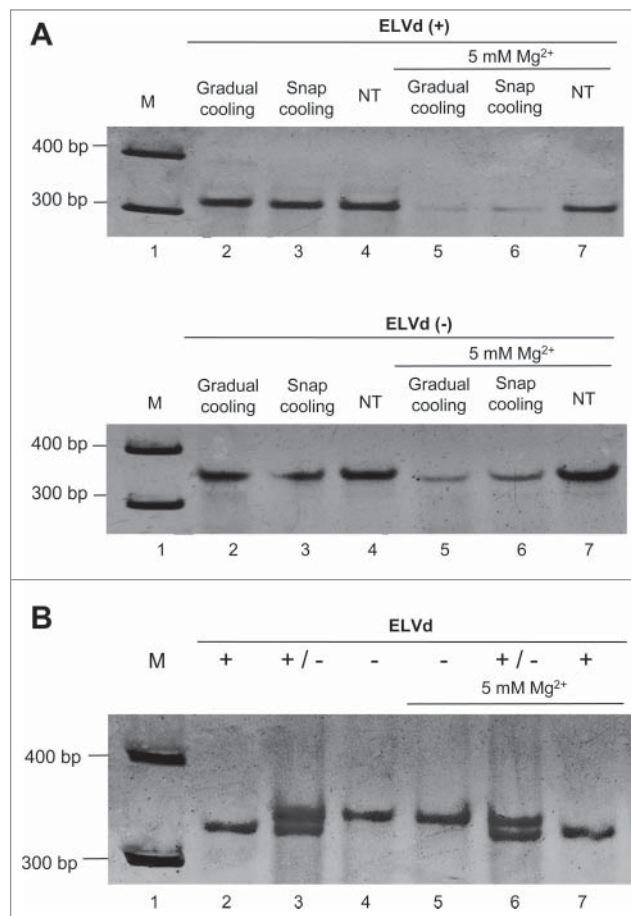 A
ELVd (+)
5 mM Mg2+
M Gradual cooling Snap cooling NT Gradual cooling Snap cooling NT
400 bp
300 bp
1 2 3 4 5 6 7
ELVd (-)
5 mM Mg2+
M Gradual cooling Snap cooling NT Gradual cooling Snap cooling NT
400 bp
300 bp
1 2 3 4 5 6 7
B
ELVd
M + + / - - - + / - +
5 mM Mg2+
400 bp
300 bp
1 2 3 4 5 6 7